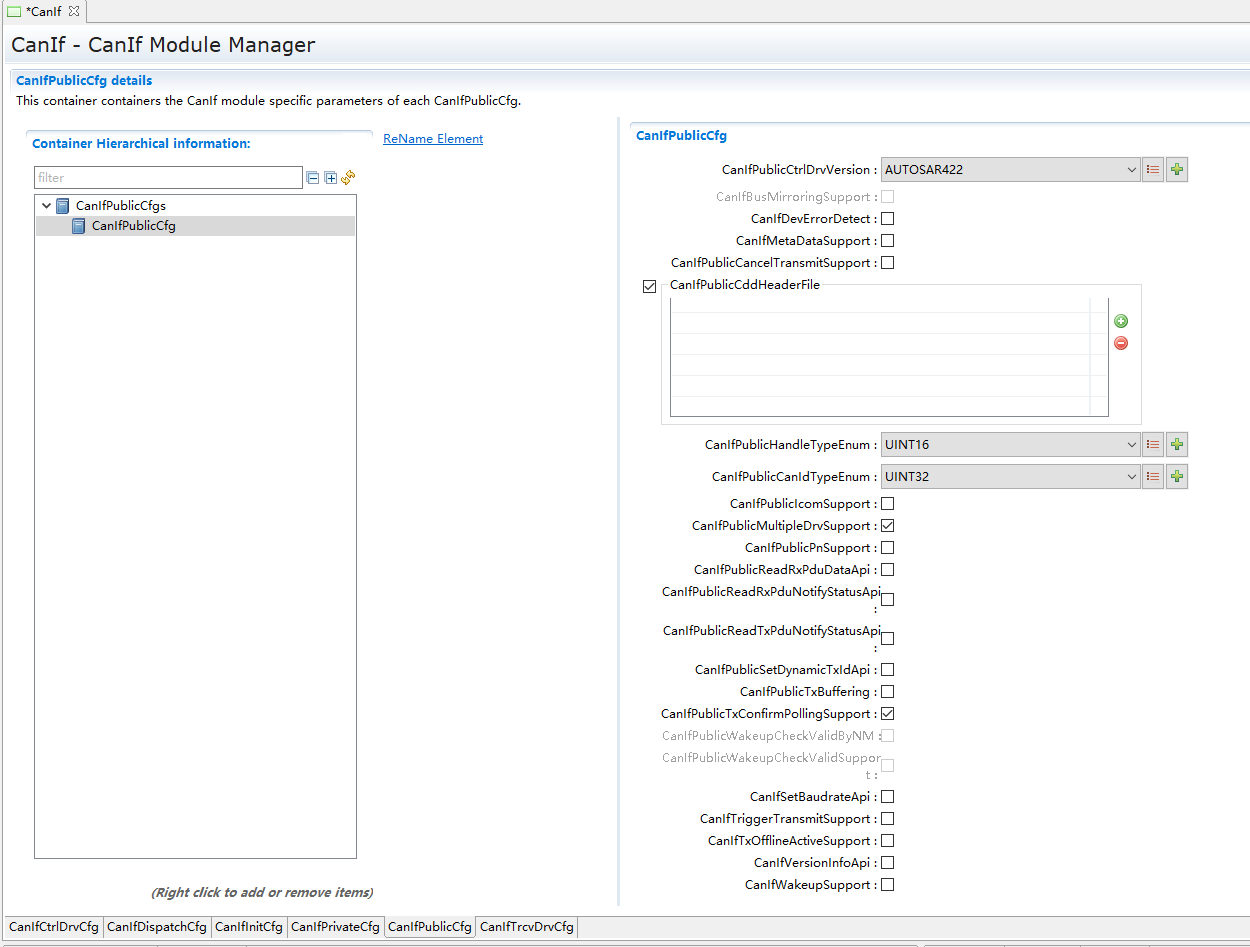 *CanIf
CanIf - CanIf Module Manager
CanIfPublicCfg details
This container containers the CanIf module specific parameters of each CanIfPublicCfg.
Container Hierarchical information:
ReName Element
filter
CanIfPublicCfgs
CanIfPublicCfg
(Right click to add or remove items)
CanIfPublicCfg
CanIfPublicCtrlDrvVersion : AUTOSAR422
CanIfBusMirroringSupport :
CanIfDevErrorDetect :
CanIfMetaDataSupport :
CanIfPublicCancelTransmitSupport :
CanIfPublicCddHeaderFile
CanIfPublicHandleTypeEnum : UINT16
CanIfPublicCanIdTypeEnum : UINT32
CanIfPublicIcomSupport :
CanIfPublicMultipleDrvSupport :
CanIfPublicPnSupport :
CanIfPublicReadRxPduDataApi :
CanIfPublicReadRxPduNotifyStatusApi
:
CanIfPublicReadTxPduNotifyStatusApi
:
CanIfPublicSetDynamicTxIdApi :
CanIfPublicTxBuffering :
CanIfPublicTxConfirmPollingSupport :
CanIfPublicWakeupCheckValidByNM :
CanIfPublicWakeupCheckValidSuppor
t :
CanIfSetBaudrateApi :
CanIfTriggerTransmitSupport :
CanIfTxOfflineActiveSupport :
CanIfVersionInfoApi :
CanIfWakeupSupport :
CanIfCtrlDrvCfg CanIfDispatchCfg CanIfInitCfg CanIfPrivateCfg CanIfPublicCfg CanIfTrcvDrvCfg